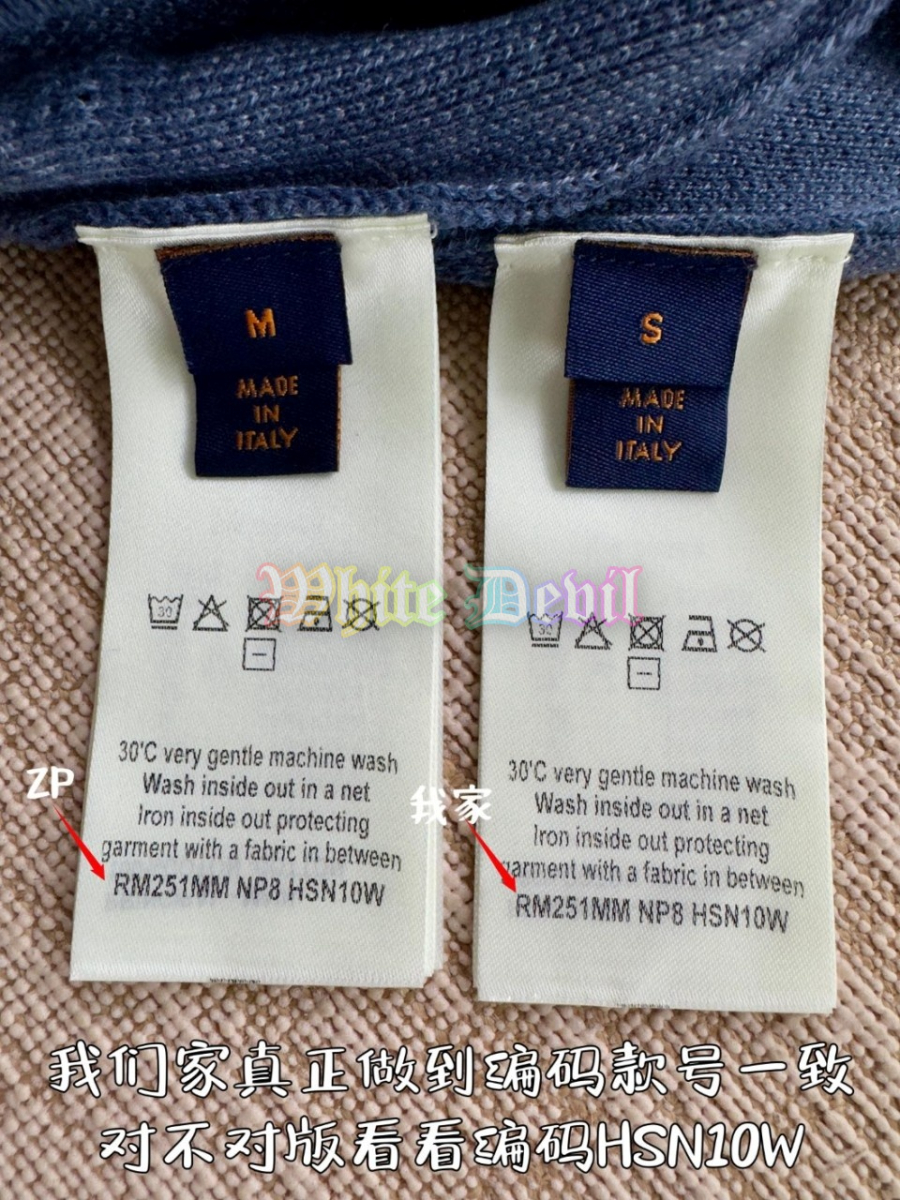 M
MADE
IN
ITALY
S
MADE
IN
ITALY
White Devil
30
30
30'C very gentle machine wash
Wash inside out in a net
Iron inside out protecting
garment with a fabric in between
RM251MM NP8 HSN10W
30'C very gentle machine wash
Wash inside out in a net
Iron inside out protecting
garment with a fabric in between
RM251MM NP8 HSN10W
ZP
我家
我们家真正做到编码款号一致
对不对版看看编码HSN10W